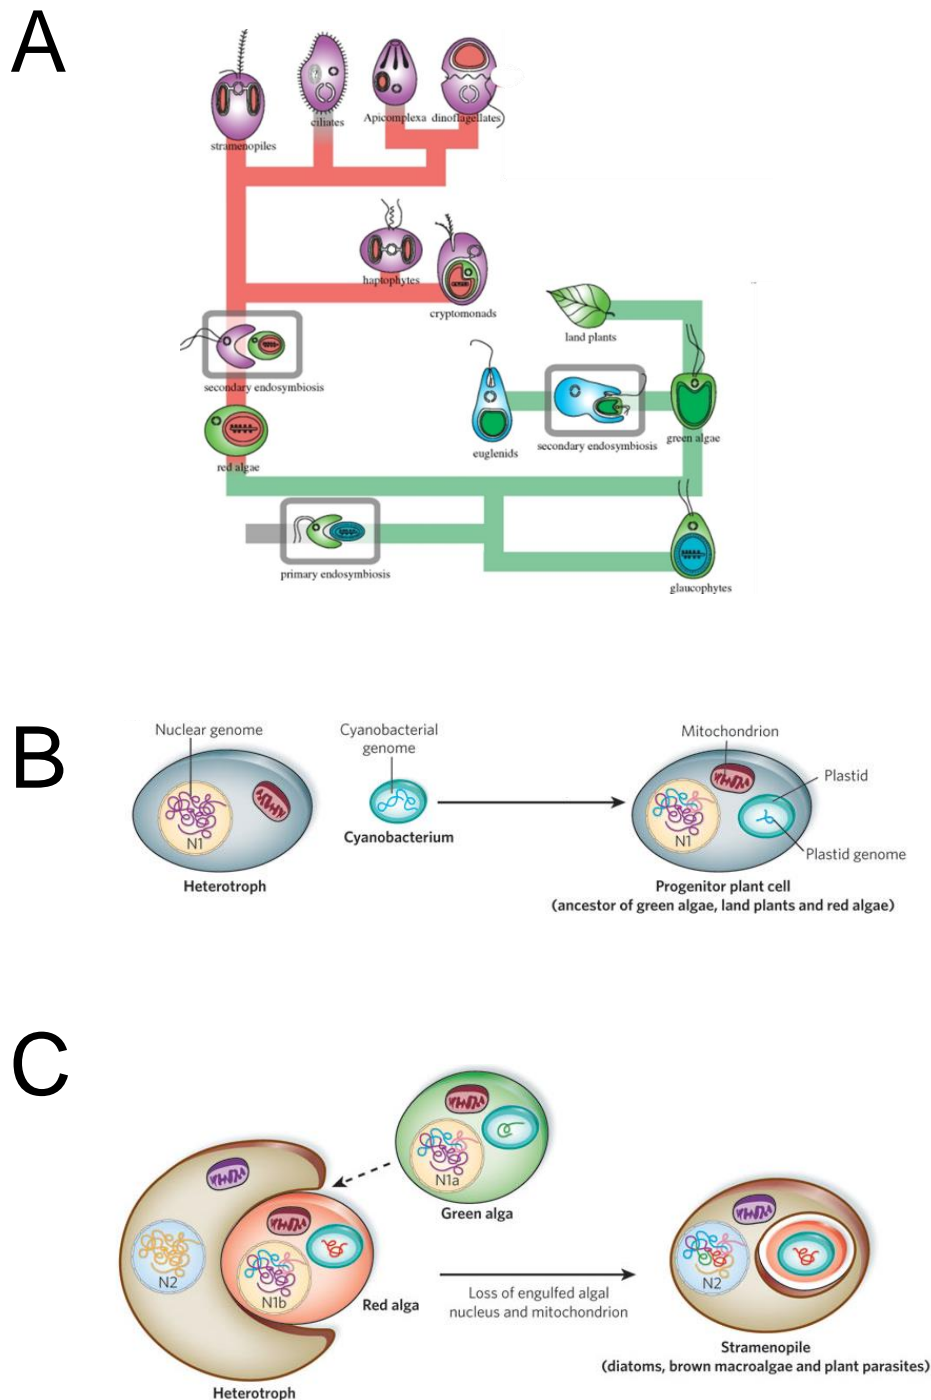 A
stramenopiles
ciliates
Apicomplexa
dinoflagellates
haptophytes
cryptomonads
land plants
secondary endosymbiosis
euglenids
secondary endosymbiosis
green algae
red algae
primary endosymbiosis
glaucophytes
B
Nuclear genome
N1
Heterotroph
Cyanobacterial
genome
Cyanobacterium
Mitochondrion
Plastid
N1
Plastid genome
Progenitor plant cell
(ancestor of green algae, land plants and red algae)
C
N1a
Green alga
N2
N1b
Red alga
Heterotroph
Loss of engulfed algal
nucleus and mitochondrion
N2
Stramenopile
(diatoms, brown macroalgae and plant parasites)